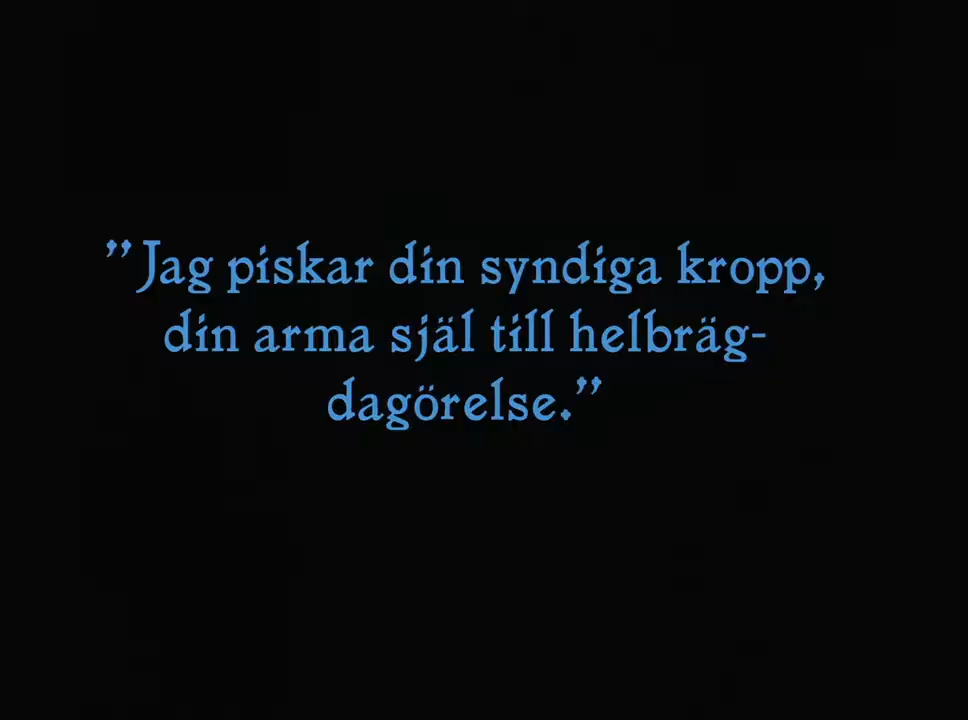 ”Jag piskar din syndiga kropp,
din arma själ till helbräg-
dagörelse.”